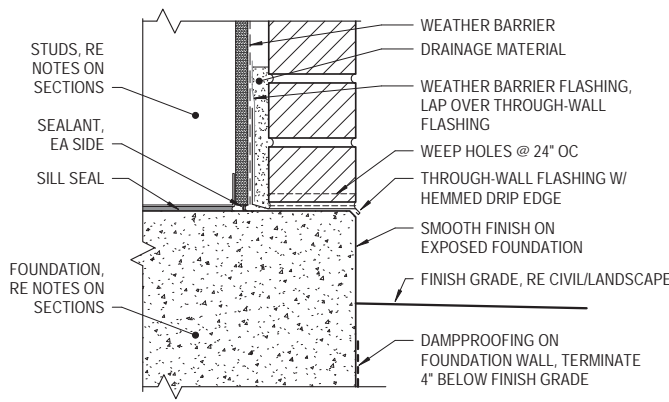 STUDS, RE
NOTES ON
SECTIONS
SEALANT,
EA SIDE
SILL SEAL
FOUNDATION,
RE NOTES ON
SECTIONS
WEATHER BARRIER
DRAINAGE MATERIAL
WEATHER BARRIER FLASHING,
LAP OVER THROUGH-WALL
FLASHING
WEEP HOLES @ 24" OC
THROUGH-WALL FLASHING W/
HEMMED DRIP EDGE
SMOOTH FINISH ON
EXPOSED FOUNDATION
FINISH GRADE, RE CIVIL/LANDSCAPE
DAMPPROOFING ON
FOUNDATION WALL, TERMINATE
4" BELOW FINISH GRADE